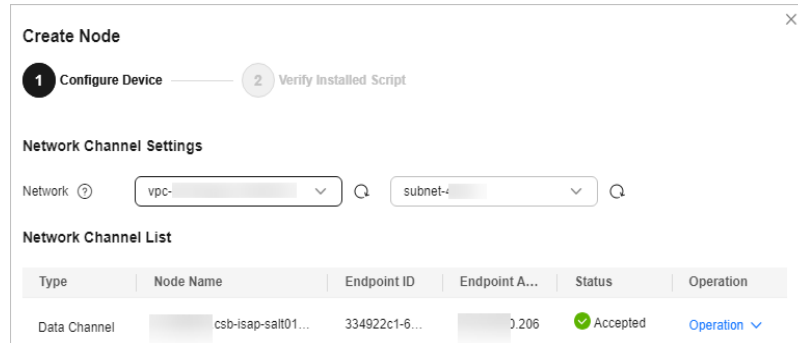 Create Node
1 Configure Device 2 Verify Installed Script
Network Channel Settings
Network ? vpc- subnet-
Network Channel List
Type Node Name Endpoint ID Endpoint A... Status Operation
Data Channel csb-isap-salt01... 334922c1-6... 0.206 Accepted Operation